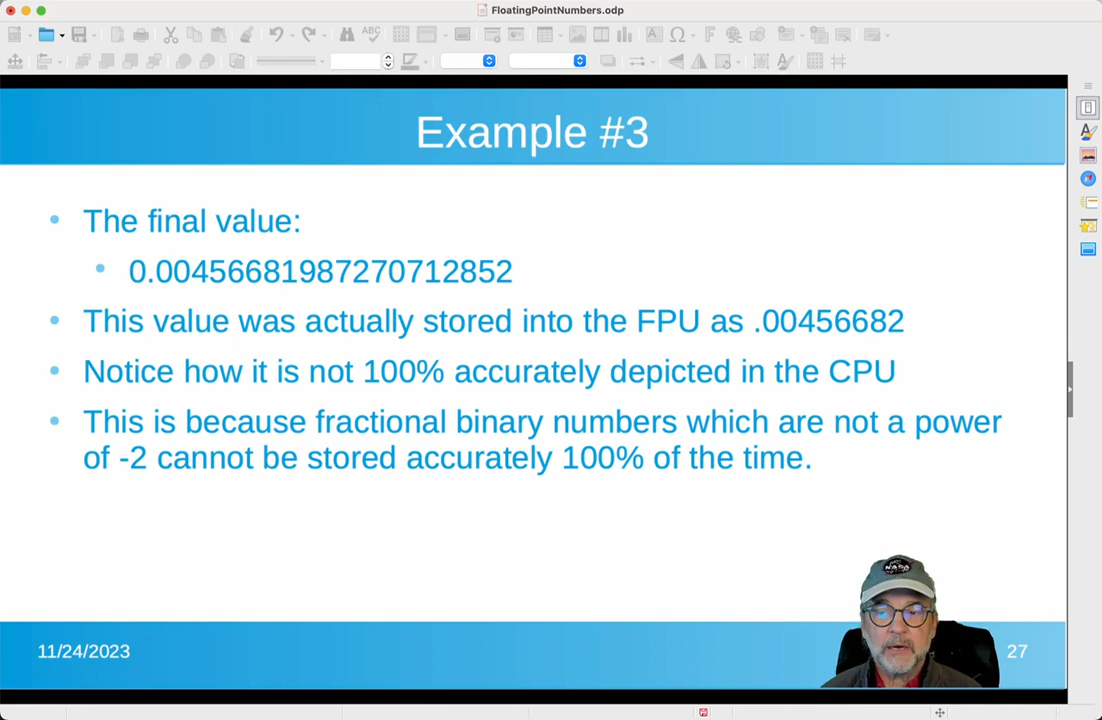 FloatingPointNumbers.odp
Example #3
The final value:
0.00456681987270712852
This value was actually stored into the FPU as .00456682
Notice how it is not 100% accurately depicted in the CPU
This is because fractional binary numbers which are not a power
of -2 cannot be stored accurately 100% of the time.
NASA
11/24/2023
27